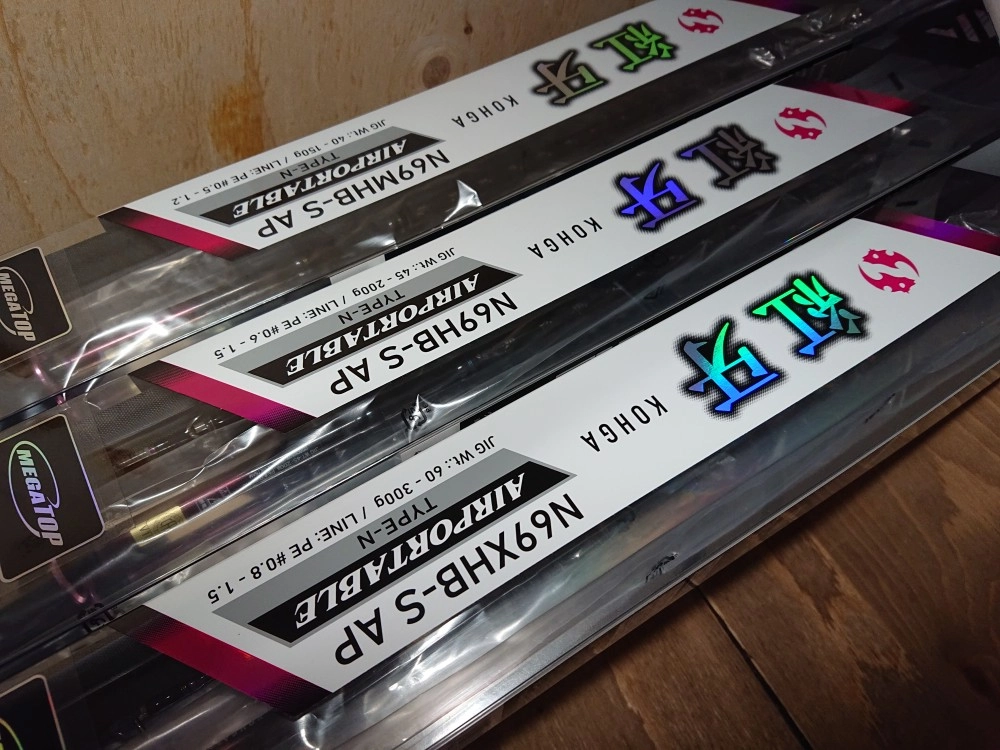 紅牙
KOHGA
N69MHB-S AP
AIRPORTABLE
TYPE-N
JIG Wt.: 40 - 150g / LINE: PE #0.5 - 1.2
MEGATOP
紅牙
KOHGA
N69HB-S AP
AIRPORTABLE
TYPE-N
JIG Wt.: 45 - 200g / LINE: PE #0.6 - 1.5
MEGATOP
紅牙
KOHGA
N69XHB-S AP
AIRPORTABLE
TYPE-N
JIG Wt.: 60 - 300g / LINE: PE #0.8 - 1.5